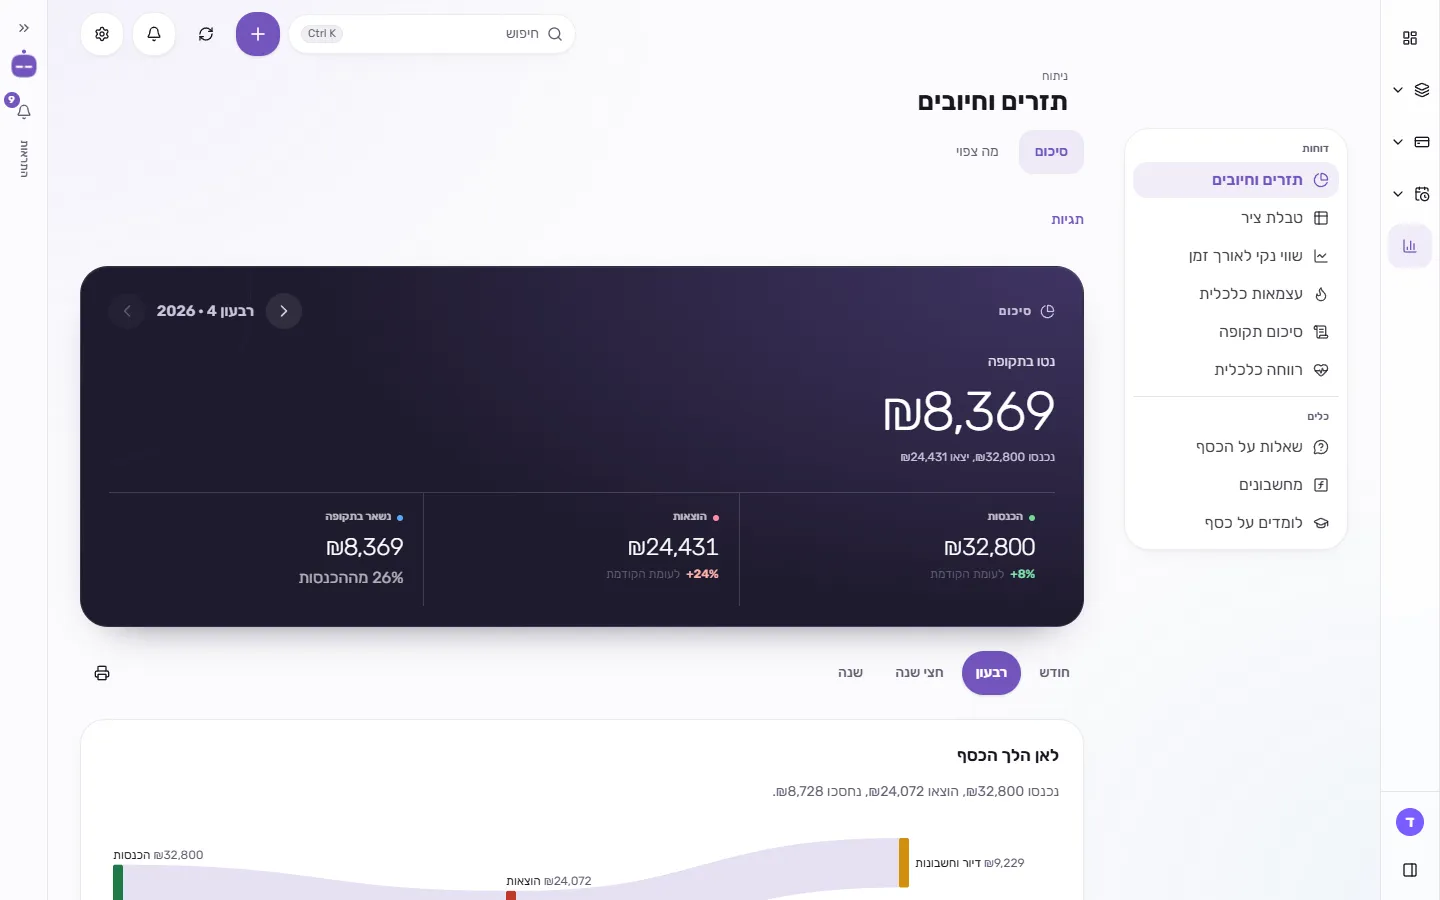 חיפוש
Ctrl K
9
התראות
ניתוח
תזרים וחיובים
סיכום
מה צפוי
תגיות
דוחות
תזרים וחיובים
טבלת ציר
שווי נקי לאורך זמן
עצמאות כלכלית
סיכום תקופה
רווחה כלכלית
כלים
שאלות על הכסף
מחשבונים
לומדים על כסף
ד
סיכום
רבעון 4 · 2026
נטו בתקופה
₪8,369
נכנסו ₪32,800, יצאו ₪24,431
הכנסות
₪32,800
+8% לעומת הקודמת
הוצאות
₪24,431
+24% לעומת הקודמת
נשאר בתקופה
₪8,369
26% מההכנסות
חודש
רבעון
חצי שנה
שנה
לאן הלך הכסף
נכנסו ₪32,800, הוצאו ₪24,072, נחסכו ₪8,728.
הכנסות ₪32,800
הוצאות ₪24,072
דיור וחשבונות ₪9,229